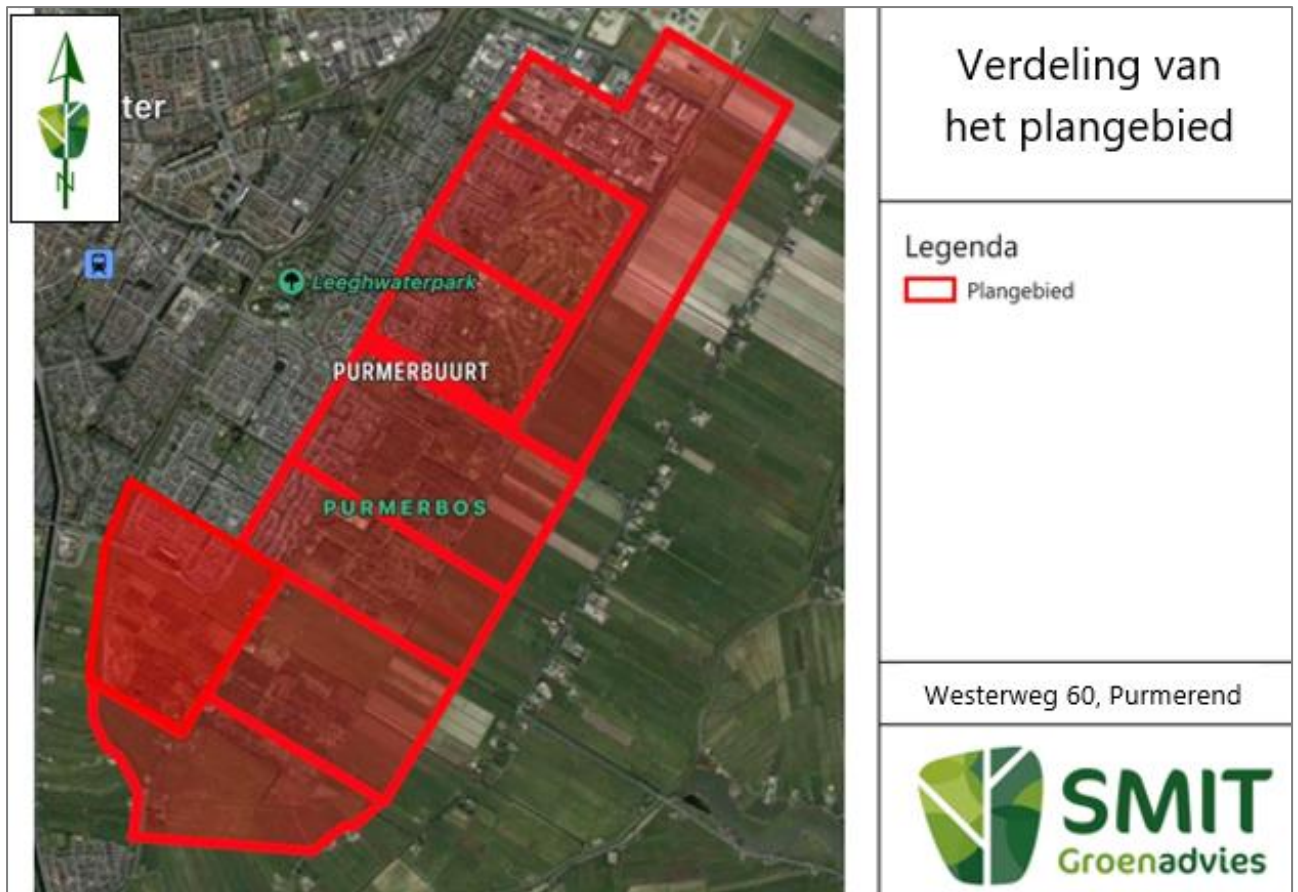 ter
N
Leeghwaterpark
PURMERBUURT
PURMERBOS
Verdeling van
het plangebied
Legenda
Plangebied
Westerweg 60, Purmerend
SMIT
Groenadvies